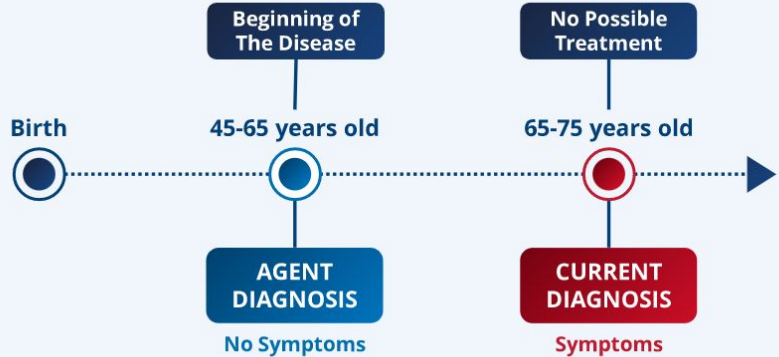 Beginning of
The Disease
No Possible
Treatment
Birth
45-65 years old
65-75 years old
AGENT
DIAGNOSIS
CURRENT
DIAGNOSIS
No Symptoms
Symptoms